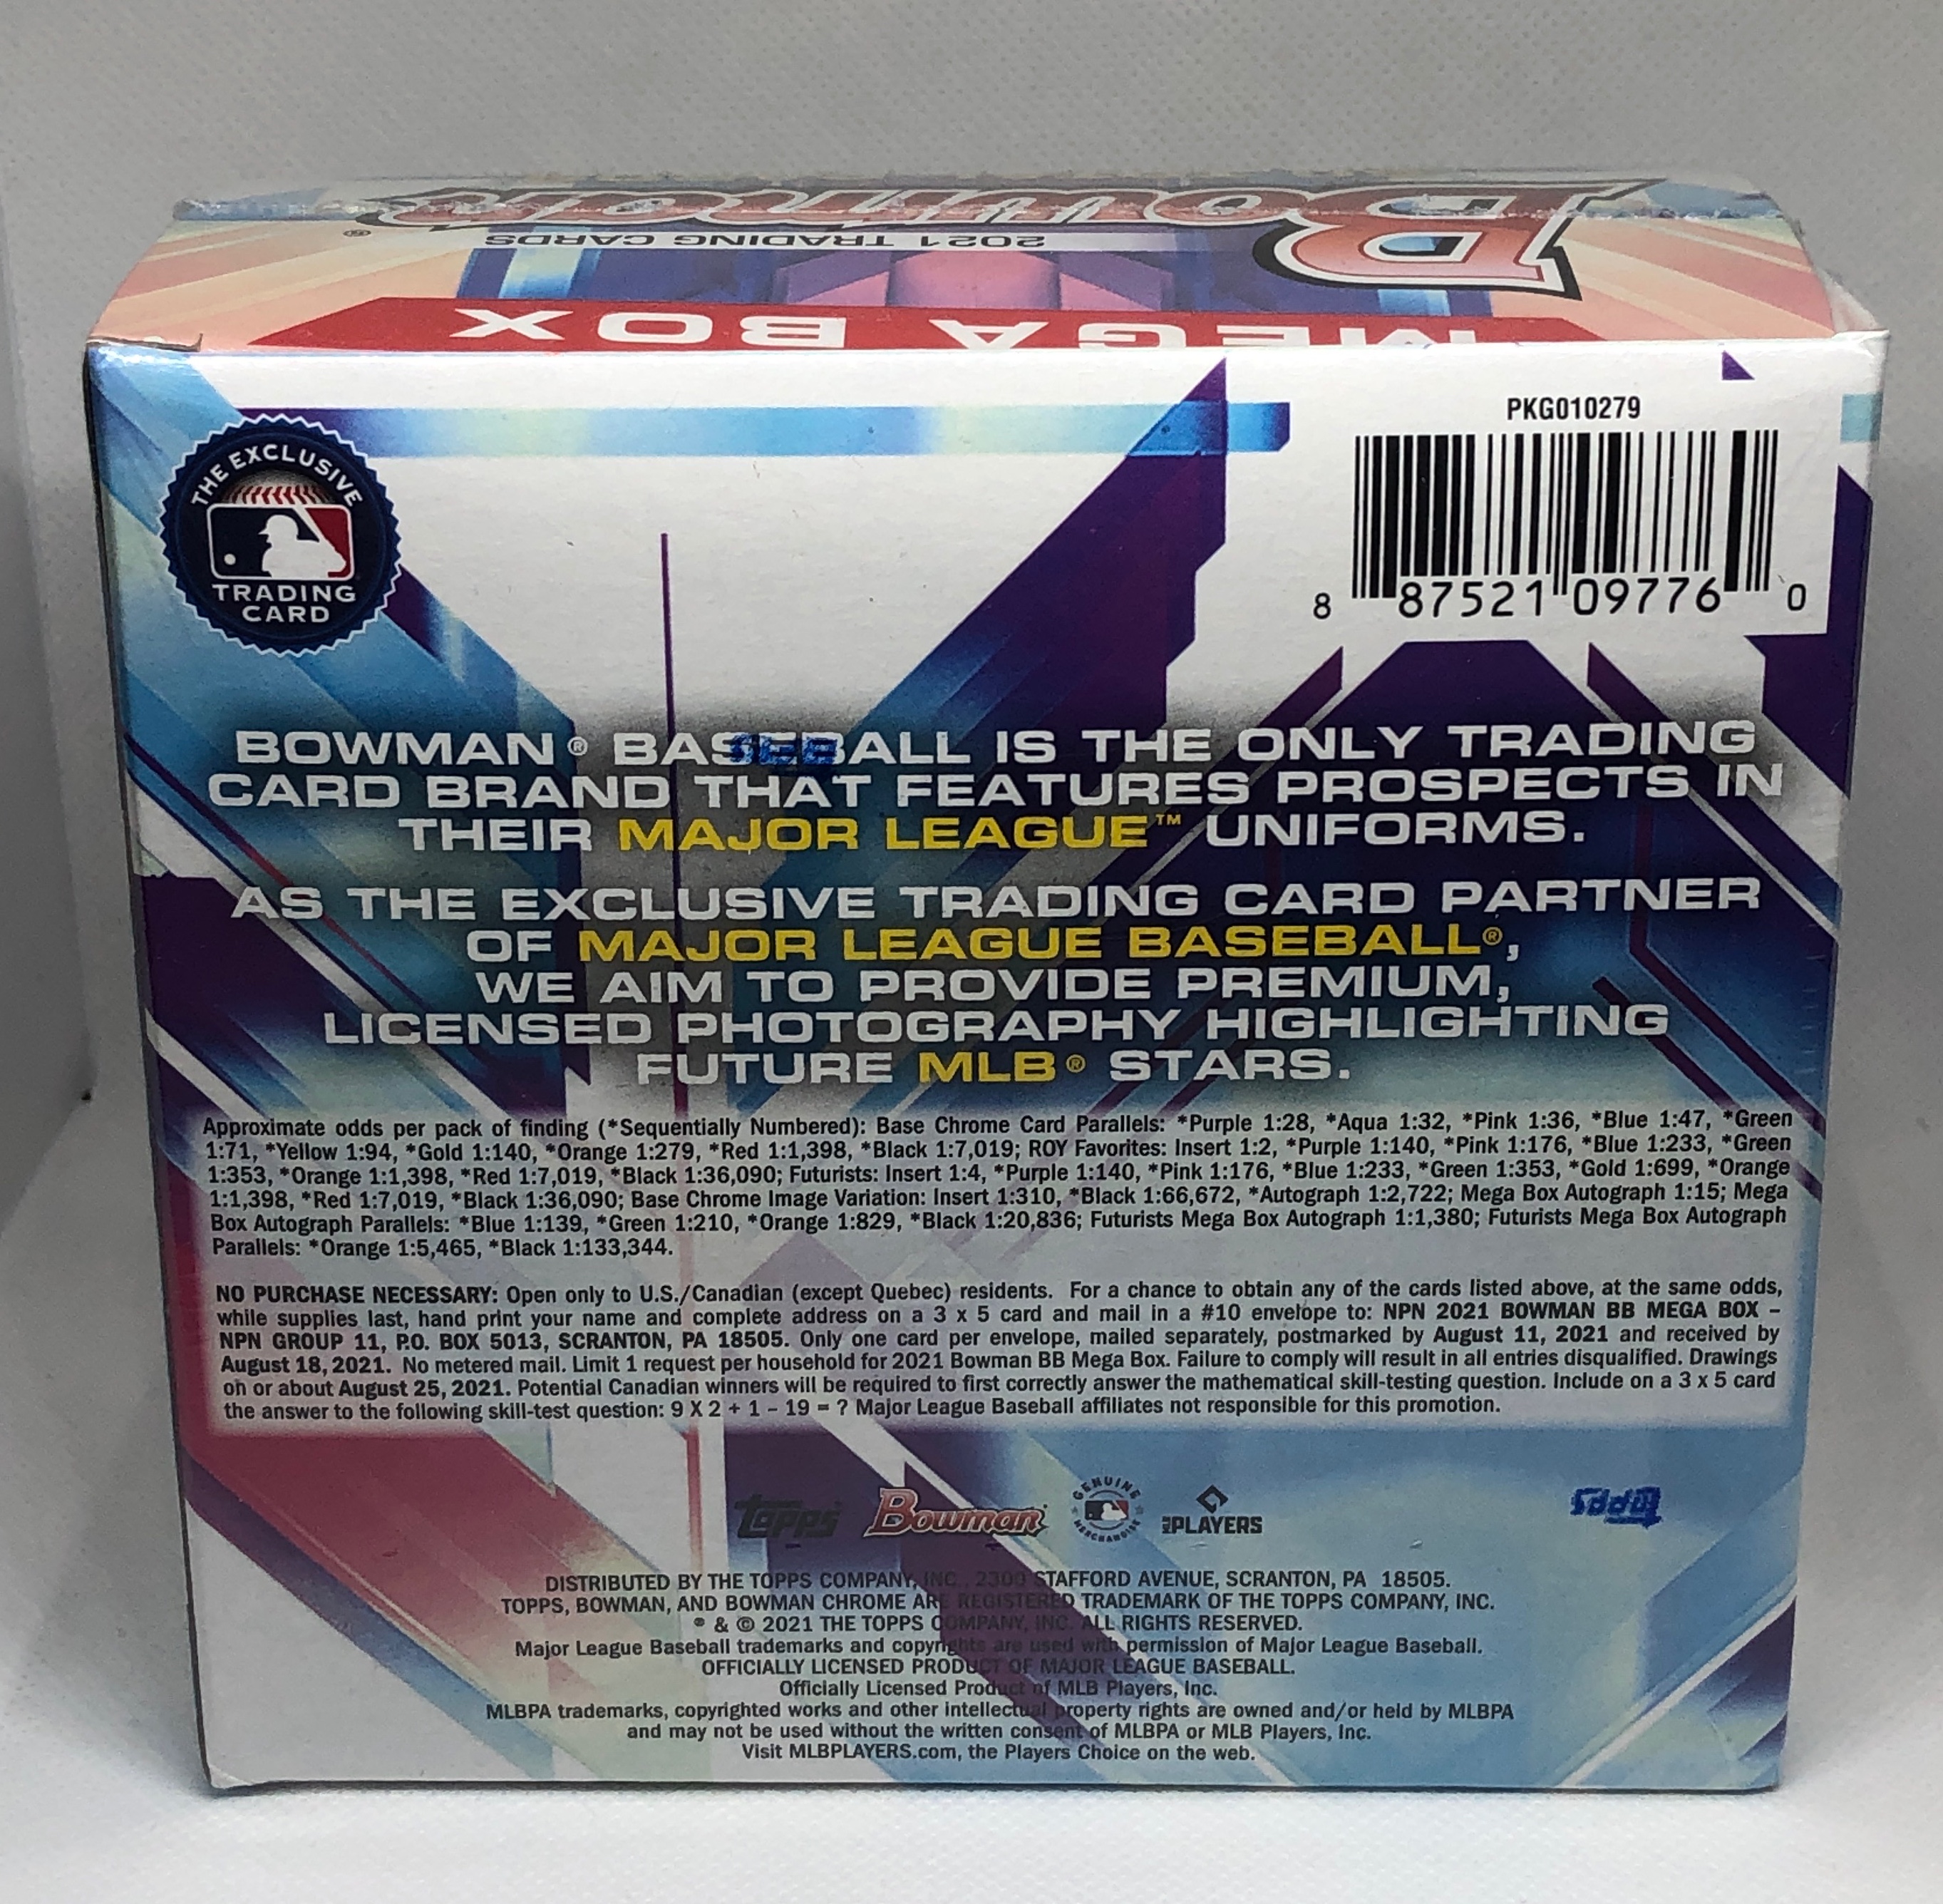 Bowman®
2021 TRADING CARDS
MEGA BOX
THE EXCLUSIVE
TRADING
CARD
PKG010279
8 87521 09776 0
BOWMAN® BASEBALL IS THE ONLY TRADING
CARD BRAND THAT FEATURES PROSPECTS IN
THEIR MAJOR LEAGUE™ UNIFORMS.
AS THE EXCLUSIVE TRADING CARD PARTNER
OF MAJOR LEAGUE BASEBALL®,
WE AIM TO PROVIDE PREMIUM,
LICENSED PHOTOGRAPHY HIGHLIGHTING
FUTURE MLB® STARS.
Approximate odds per pack of finding (*Sequentially Numbered): Base Chrome Card Parallels: *Purple 1:28, *Aqua 1:32, *Pink 1:36, *Blue 1:47, *Green
1:71, *Yellow 1:94, *Gold 1:140, *Orange 1:279, *Red 1:1,398, *Black 1:7,019; ROY Favorites: Insert 1:2, *Purple 1:140, *Pink 1:176, *Blue 1:233, *Green
1:353, *Orange 1:1,398, *Red 1:7,019, *Black 1:36,090; Futurists: Insert 1:4, *Purple 1:140, *Pink 1:176, *Blue 1:233, *Green 1:353, *Gold 1:699, *Orange
1:1,398, *Red 1:7,019, *Black 1:36,090; Base Chrome Image Variation: Insert 1:310, *Black 1:66,672, *Autograph 1:2,722; Mega Box Autograph 1:15; Mega
Box Autograph Parallels: *Blue 1:139, *Green 1:210, *Orange 1:829, *Black 1:20,836; Futurists Mega Box Autograph 1:1,380; Futurists Mega Box Autograph
Parallels: *Orange 1:5,465, *Black 1:133,344.
NO PURCHASE NECESSARY: Open only to U.S./Canadian (except Quebec) residents. For a chance to obtain any of the cards listed above, at the same odds,
while supplies last, hand print your name and complete address on a 3 x 5 card and mail in a #10 envelope to: NPN 2021 BOWMAN BB MEGA BOX –
NPN GROUP 11, P.O. BOX 5013, SCRANTON, PA 18505. Only one card per envelope, mailed separately, postmarked by August 11, 2021 and received by
August 18, 2021. No metered mail. Limit 1 request per household for 2021 Bowman BB Mega Box. Failure to comply will result in all entries disqualified. Drawings
on or about August 25, 2021. Potential Canadian winners will be required to first correctly answer the mathematical skill-testing question. Include on a 3 x 5 card
the answer to the following skill-test question: 9 X 2 + 1 – 19 = ? Major League Baseball affiliates not responsible for this promotion.
topps Bowman GENUINE MERCHANDISE PLAYERS topps
DISTRIBUTED BY THE TOPPS COMPANY, INC., 2300 STAFFORD AVENUE, SCRANTON, PA 18505.
TOPPS, BOWMAN, AND BOWMAN CHROME ARE REGISTERED TRADEMARK OF THE TOPPS COMPANY, INC.
® & © 2021 THE TOPPS COMPANY, INC. ALL RIGHTS RESERVED.
Major League Baseball trademarks and copyrights are used with permission of Major League Baseball.
OFFICIALLY LICENSED PRODUCT OF MAJOR LEAGUE BASEBALL.
Officially Licensed Product of MLB Players, Inc.
MLBPA trademarks, copyrighted works and other intellectual property rights are owned and/or held by MLBPA
and may not be used without the written consent of MLBPA or MLB Players, Inc.
Visit MLBPLAYERS.com, the Players Choice on the web.